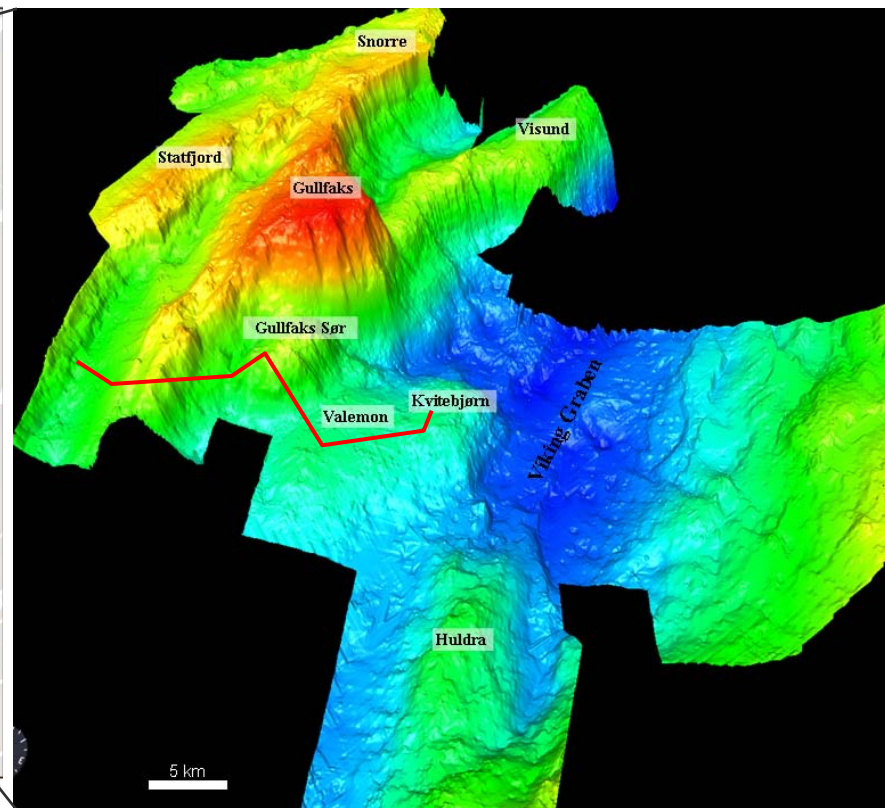 Snorre
Visund
Statfjord
Gullfaks
Gullfaks Sør
Kvitebjørn
Valemon
Viking Graben
Huldra
5 km